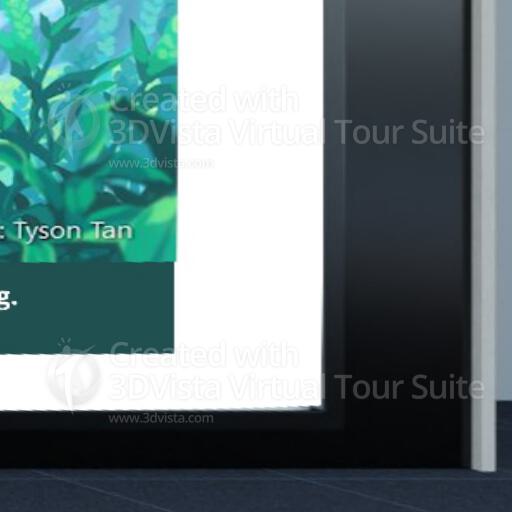 Created with
3DVista Virtual Tour Suite
www.3dvista.com
: Tyson Tan
g.
Created with
3DVista Virtual Tour Suite
www.3dvista.com